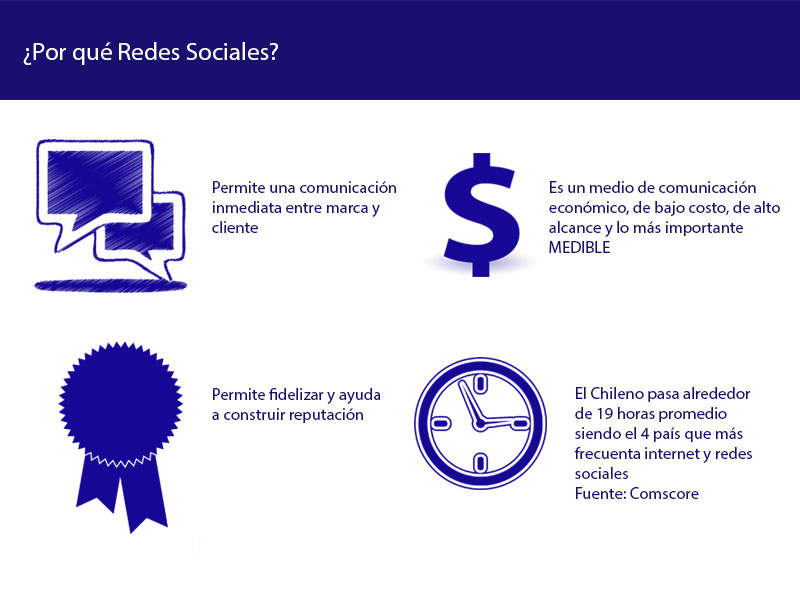 ¿Por qué Redes Sociales?
Permite una comunicación
inmediata entre marca y
cliente
Es un medio de comunicación
económico, de bajo costo, de alto
alcance y lo más importante
MEDIBLE
Permite fidelizar y ayuda
a construir reputación
El Chileno pasa alrededor
de 19 horas promedio
siendo el 4 país que más
frecuenta internet y redes
sociales
Fuente: Comscore